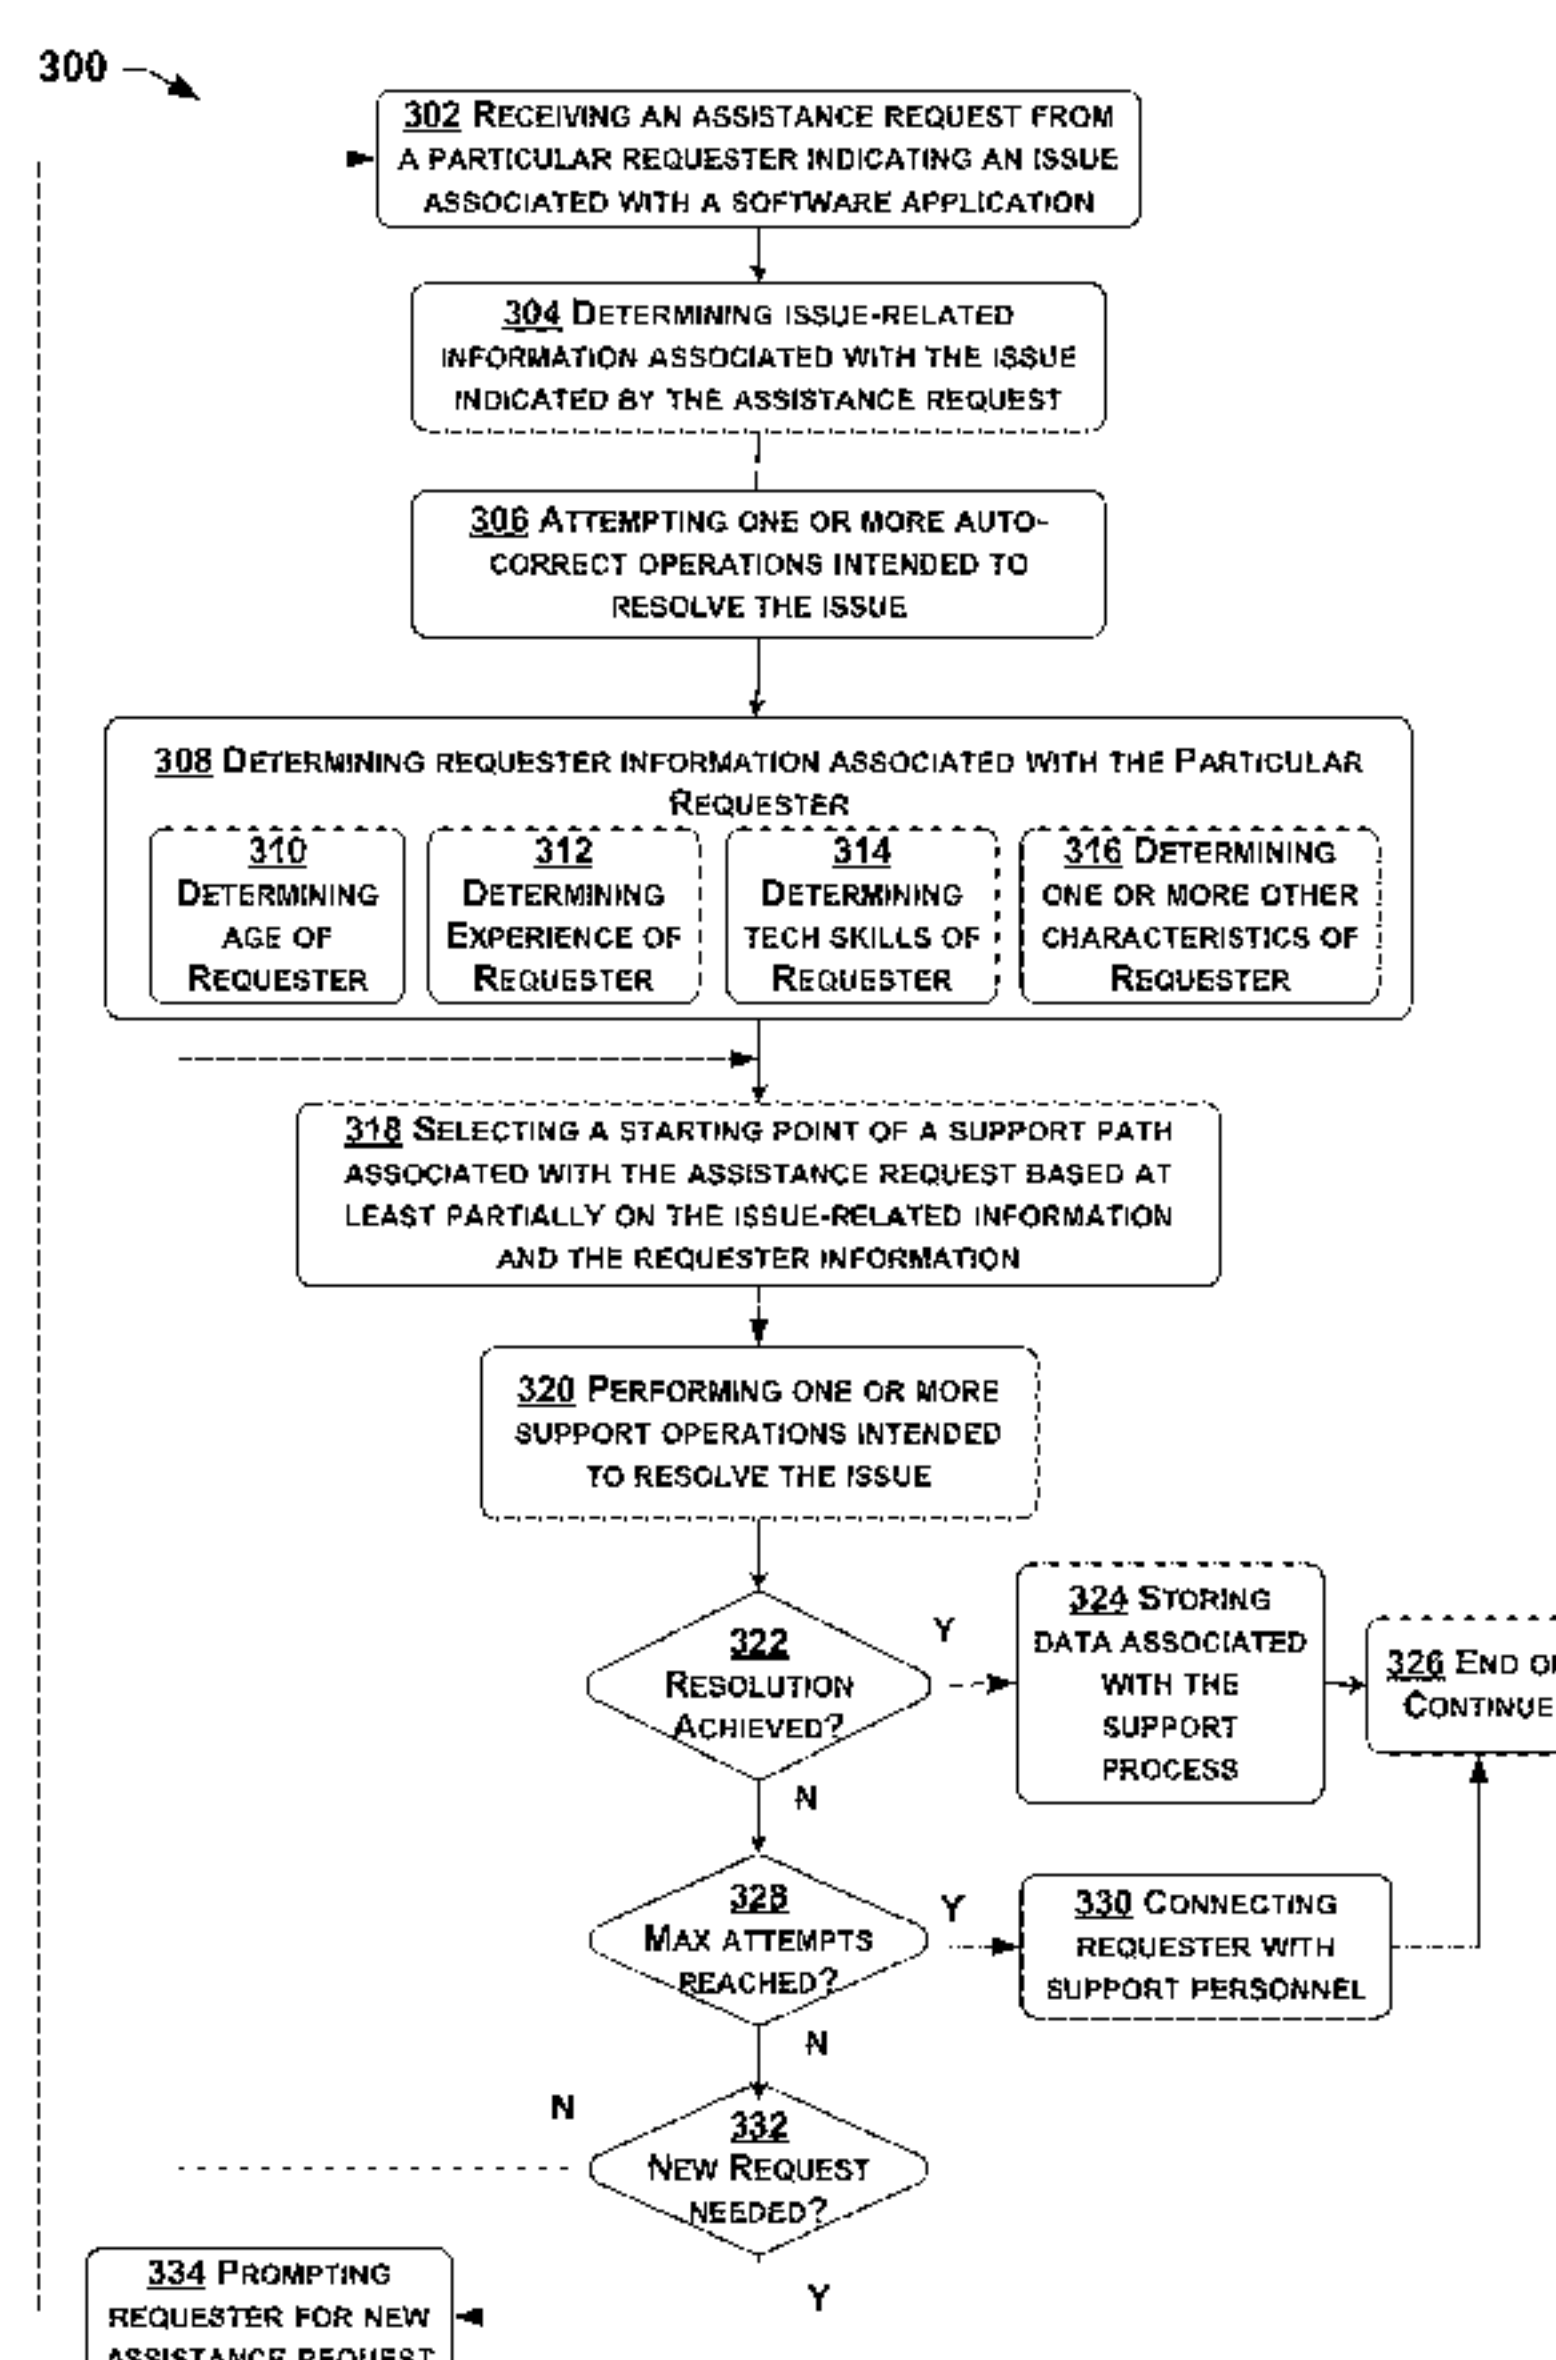 300
302 RECEIVING AN ASSISTANCE REQUEST FROM
A PARTICULAR REQUESTER INDICATING AN ISSUE
ASSOCIATED WITH A SOFTWARE APPLICATION
304 DETERMINING ISSUE-RELATED
INFORMATION ASSOCIATED WITH THE ISSUE
INDICATED BY THE ASSISTANCE REQUEST
306 ATTEMPTING ONE OR MORE AUTO-
CORRECT OPERATIONS INTENDED TO
RESOLVE THE ISSUE
308 DETERMINING REQUESTER INFORMATION ASSOCIATED WITH THE PARTICULAR
REQUESTER
310
DETERMINING
AGE OF
REQUESTER
312
DETERMINING
EXPERIENCE OF
REQUESTER
314
DETERMINING
TECH SKILLS OF
REQUESTER
316 DETERMINING
ONE OR MORE OTHER
CHARACTERISTICS OF
REQUESTER
318 SELECTING A STARTING POINT OF A SUPPORT PATH
ASSOCIATED WITH THE ASSISTANCE REQUEST BASED AT
LEAST PARTIALLY ON THE ISSUE-RELATED INFORMATION
AND THE REQUESTER INFORMATION
320 PERFORMING ONE OR MORE
SUPPORT OPERATIONS INTENDED
TO RESOLVE THE ISSUE
322
RESOLUTION
ACHIEVED?
Y
324 STORING
DATA ASSOCIATED
WITH THE
SUPPORT
PROCESS
326 END
CONTINUE
N
328
MAX ATTEMPTS
REACHED?
Y
330 CONNECTING
REQUESTER WITH
SUPPORT PERSONNEL
N
332
NEW REQUEST
NEEDED?
N
Y
334 PROMPTING
REQUESTER FOR NEW
ASSISTANCE REQUEST